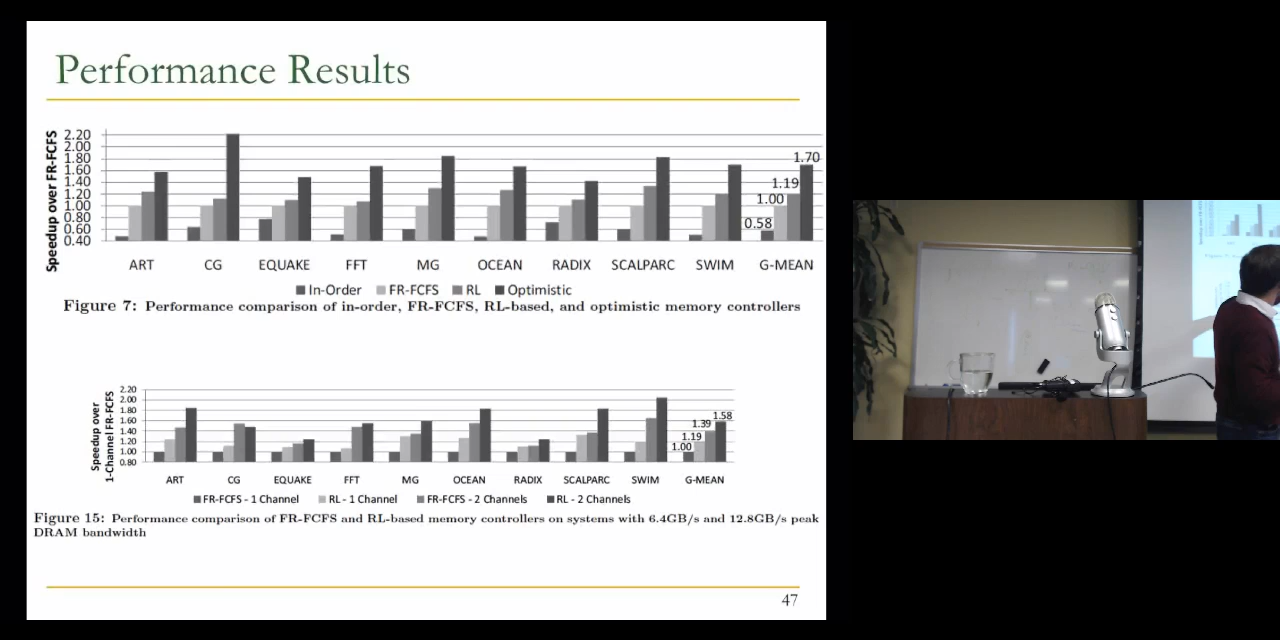 Performance Results
Speedup over FR-FCFS
2.20
2.00
1.80
1.60
1.40
1.20
1.00
0.80
0.60
0.40
0.58
1.00
1.19
1.70
ART CG EQUAKE FFT MG OCEAN RADIX SCALPARC SWIM G-MEAN
In-Order FR-FCFS RL Optimistic
Figure 7: Performance comparison of in-order, FR-FCFS, RL-based, and optimistic memory controllers
Speedup over
1-Channel FR-FCFS
2.20
2.00
1.80
1.60
1.40
1.20
1.00
0.80
1.00
1.19
1.39
1.58
ART CG EQUAKE FFT MG OCEAN RADIX SCALPARC SWIM G-MEAN
FR-FCFS - 1 Channel RL - 1 Channel FR-FCFS - 2 Channels RL - 2 Channels
Figure 15: Performance comparison of FR-FCFS and RL-based memory controllers on systems with 6.4GB/s and 12.8GB/s peak
DRAM bandwidth
47